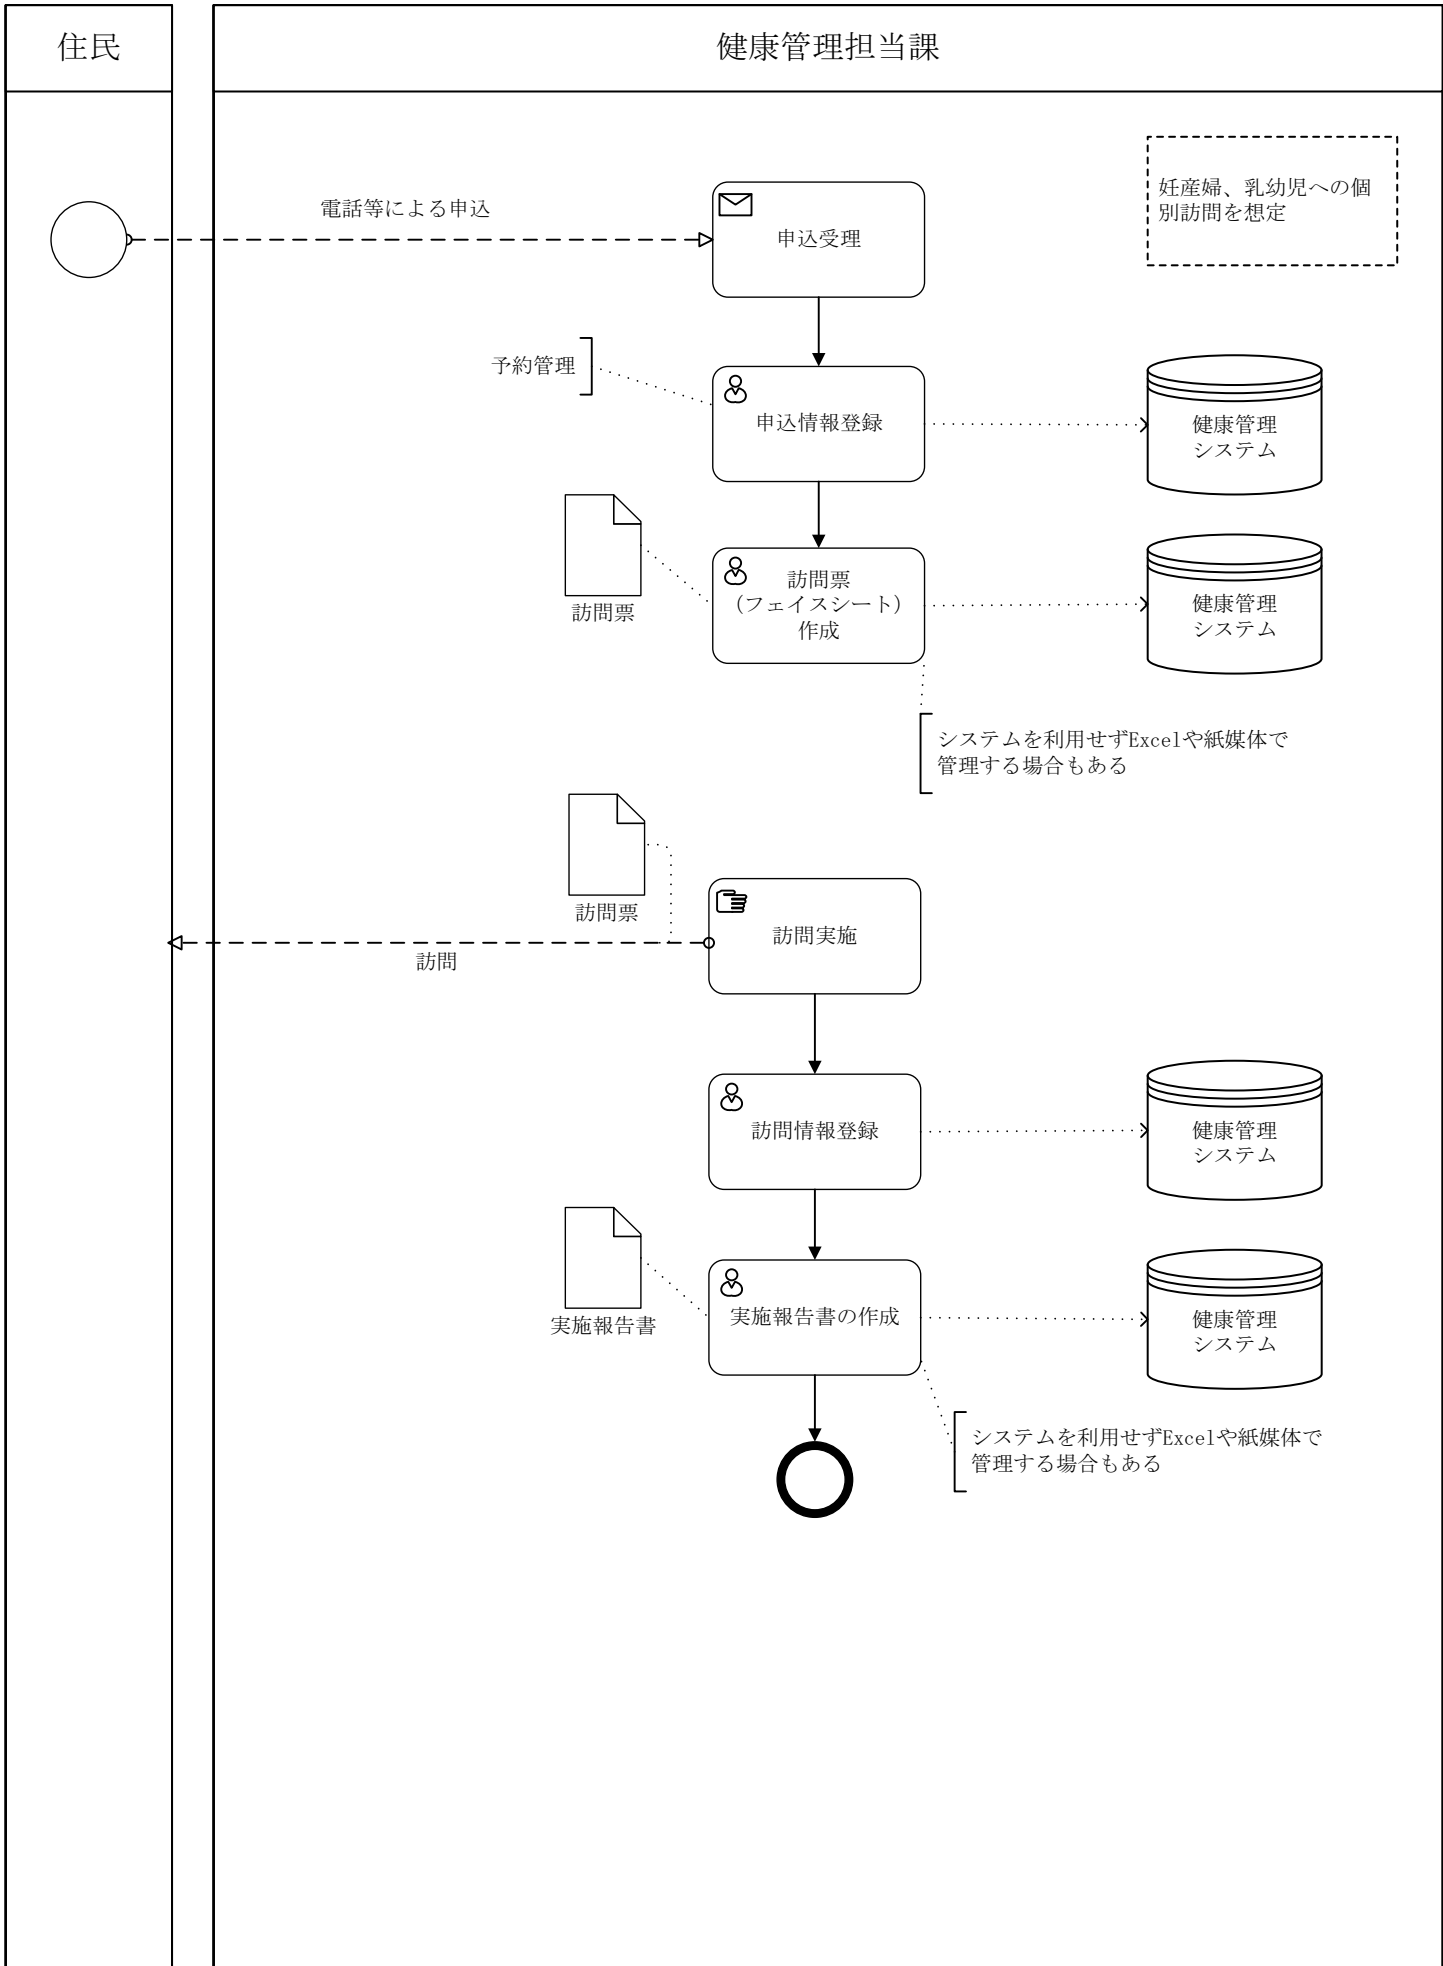 住民
健康管理担当課
妊産婦、乳幼児への個
別訪問を想定
電話等による申込
申込受理
予約管理
申込情報登録
健康管理
システム
訪問票
訪問票
（フェイスシート）
作成
健康管理
システム
システムを利用せずExcelや紙媒体で
管理する場合もある
訪問票
訪問実施
訪問
訪問情報登録
健康管理
システム
実施報告書
実施報告書の作成
健康管理
システム
システムを利用せずExcelや紙媒体で
管理する場合もある